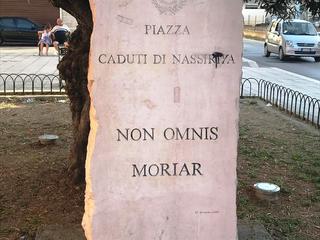 PIAZZA
CADUTI DI NASSIRIYA
NON OMNIS
MORIAR